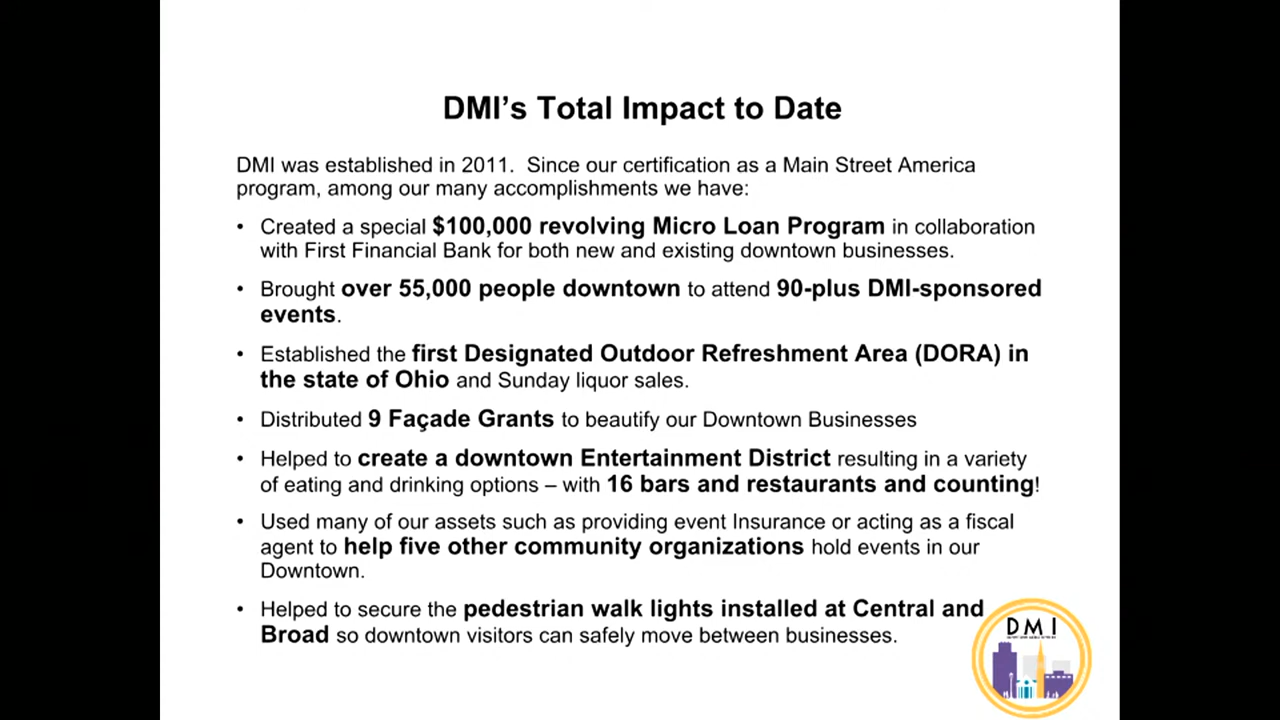 DMI’s Total Impact to Date
DMI was established in 2011.  Since our certification as a Main Street America
program, among our many accomplishments we have:
• Created a special $100,000 revolving Micro Loan Program in collaboration
with First Financial Bank for both new and existing downtown businesses.
• Brought over 55,000 people downtown to attend 90-plus DMI-sponsored
events.
• Established the first Designated Outdoor Refreshment Area (DORA) in
the state of Ohio and Sunday liquor sales.
• Distributed 9 Façade Grants to beautify our Downtown Businesses
• Helped to create a downtown Entertainment District resulting in a variety
of eating and drinking options – with 16 bars and restaurants and counting!
• Used many of our assets such as providing event Insurance or acting as a fiscal
agent to help five other community organizations hold events in our
Downtown.
• Helped to secure the pedestrian walk lights installed at Central and
Broad so downtown visitors can safely move between businesses.
DMI